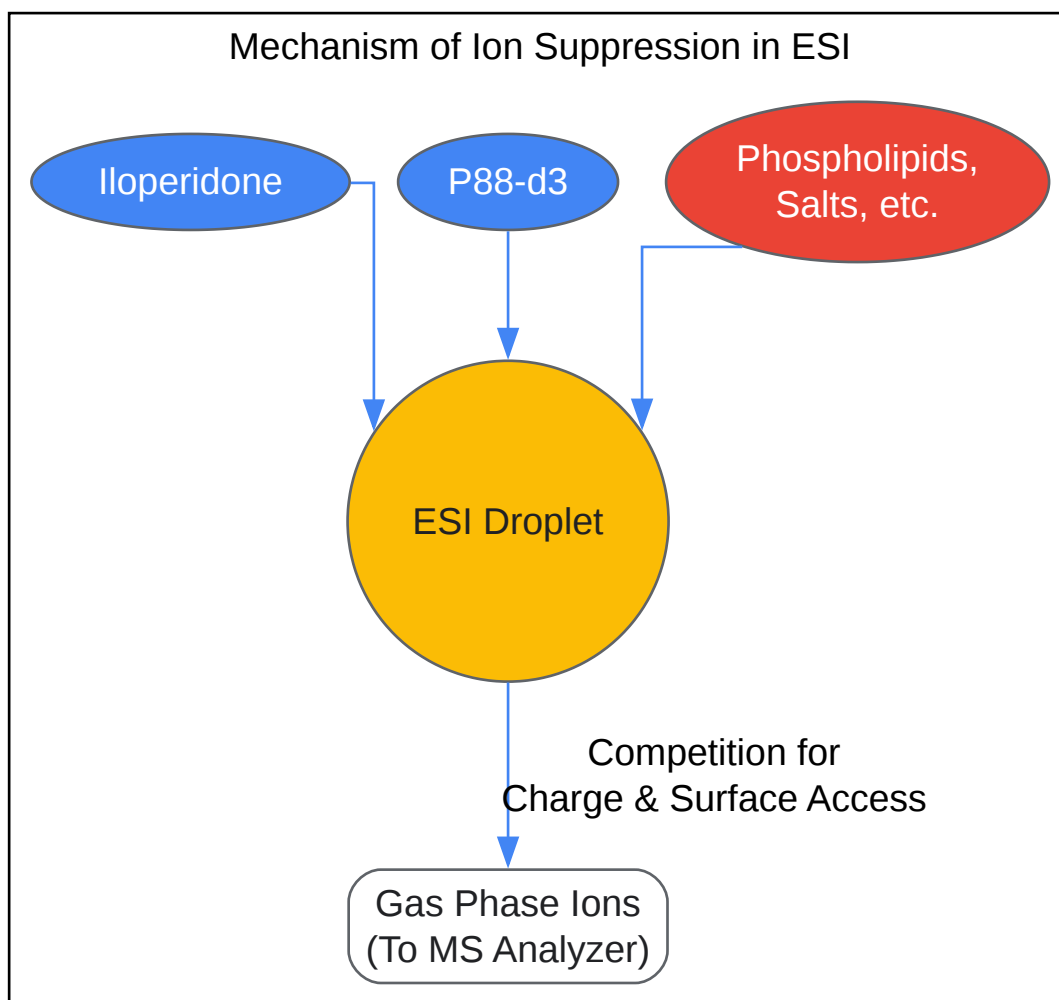 Mechanism of Ion Suppression in ESI
Iloperidone
P88-d3
Phospholipids,
Salts, etc.
ESI Droplet
Competition for
Charge & Surface Access
Gas Phase Ions
(To MS Analyzer)